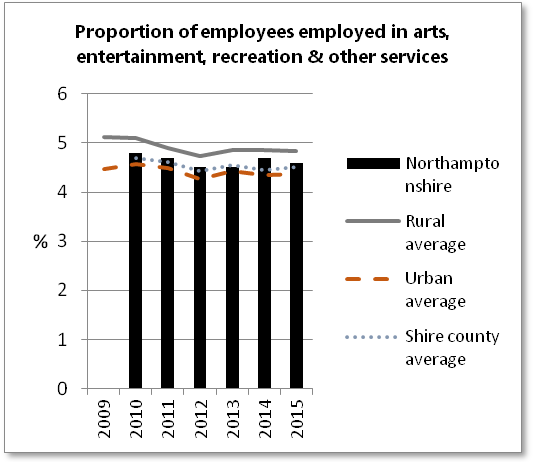 Proportion of employees employed in arts,
entertainment, recreation & other services
6
5
4
3
2
1
0
%
2009
2010
2011
2012
2013
2014
2015
Northampto
nshire
Rural
average
Urban
average
Shire county
average